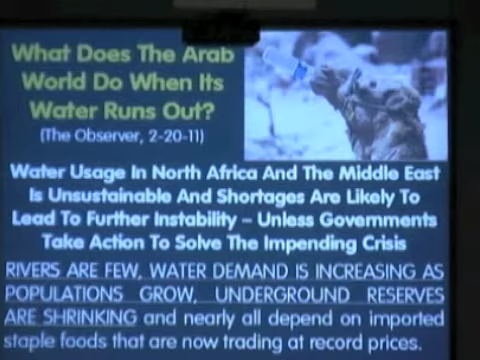 What Does The Arab
World Do When Its
Water Runs Out?
(The Observer, 2-20-11)
Water Usage In North Africa And The Middle East
Is Unsustainable And Shortages Are Likely To
Lead To Further Instability – Unless Governments
Take Action To Solve The Impending Crisis
RIVERS ARE FEW, WATER DEMAND IS INCREASING AS
POPULATIONS GROW, UNDERGROUND RESERVES
ARE SHRINKING and nearly all depend on imported
staple foods that are now trading at record prices.